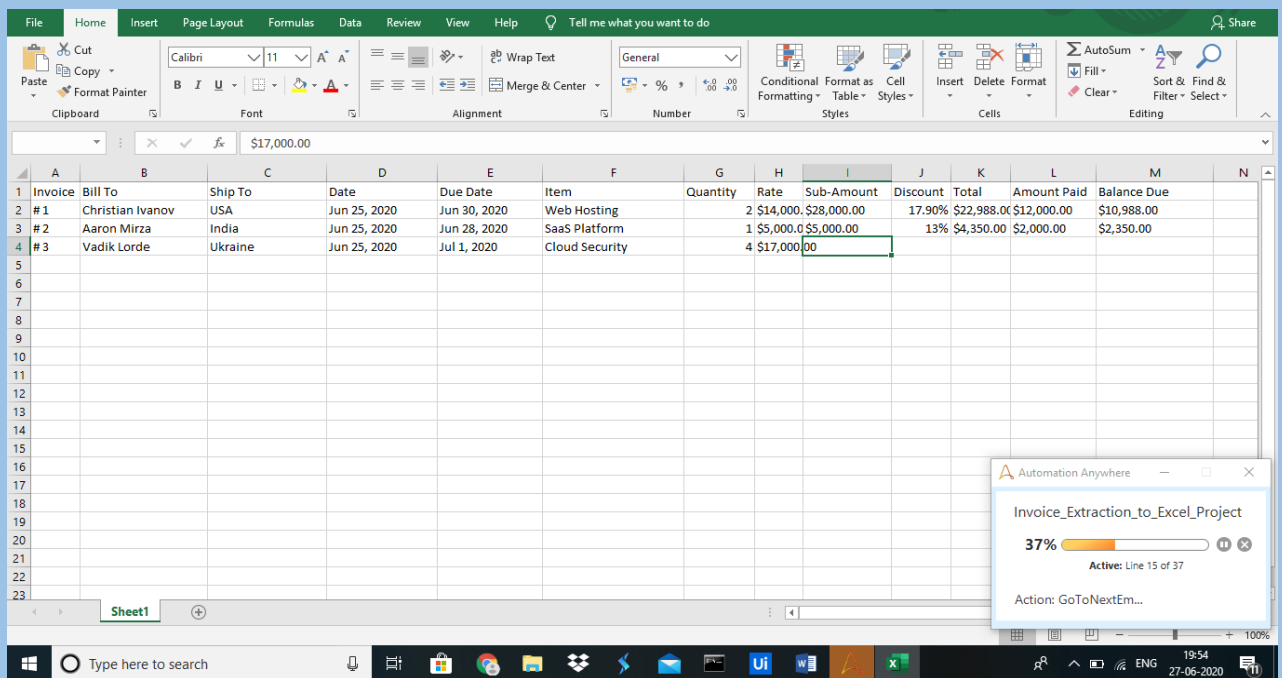 File Home Insert Page Layout Formulas Data Review View Help Tell me what you want to do Share
Cut
Copy
Format Painter
Paste
Clipboard
Calibri 11 A A
B I U A
Font
ab Wrap Text
Merge & Center
Alignment
General
% , .0 .00 .00 .0
Number
Conditional Formatting
Format as Table
Cell Styles
Styles
Insert Delete Format
Cells
AutoSum
Fill
Clear
Sort & Filter
Find & Select
Editing
fx $17,000.00
A B C D E F G H I J K L M N
1 Invoice Bill To Ship To Date Due Date Item Quantity Rate Sub-Amount Discount Total Amount Paid Balance Due
2 #1 Christian Ivanov USA Jun 25, 2020 Jun 30, 2020 Web Hosting 2 $14,000. $28,000.00 17.90% $22,988.00 $12,000.00 $10,988.00
3 #2 Aaron Mirza India Jun 25, 2020 Jun 28, 2020 SaaS Platform 1 $5,000.0 $5,000.00 13% $4,350.00 $2,000.00 $2,350.00
4 #3 Vadik Lorde Ukraine Jun 25, 2020 Jul 1, 2020 Cloud Security 4 $17,000.00
5
6
7
8
9
10
11
12
13
14
15
16
17
18
19
20
21
22
23
Automation Anywhere
Invoice_Extraction_to_Excel_Project
37%
Active: Line 15 of 37
Action: GoToNextEm...
Sheet1
100%
Type here to search
Ui
W
X
ENG
19:54
27-06-2020
11